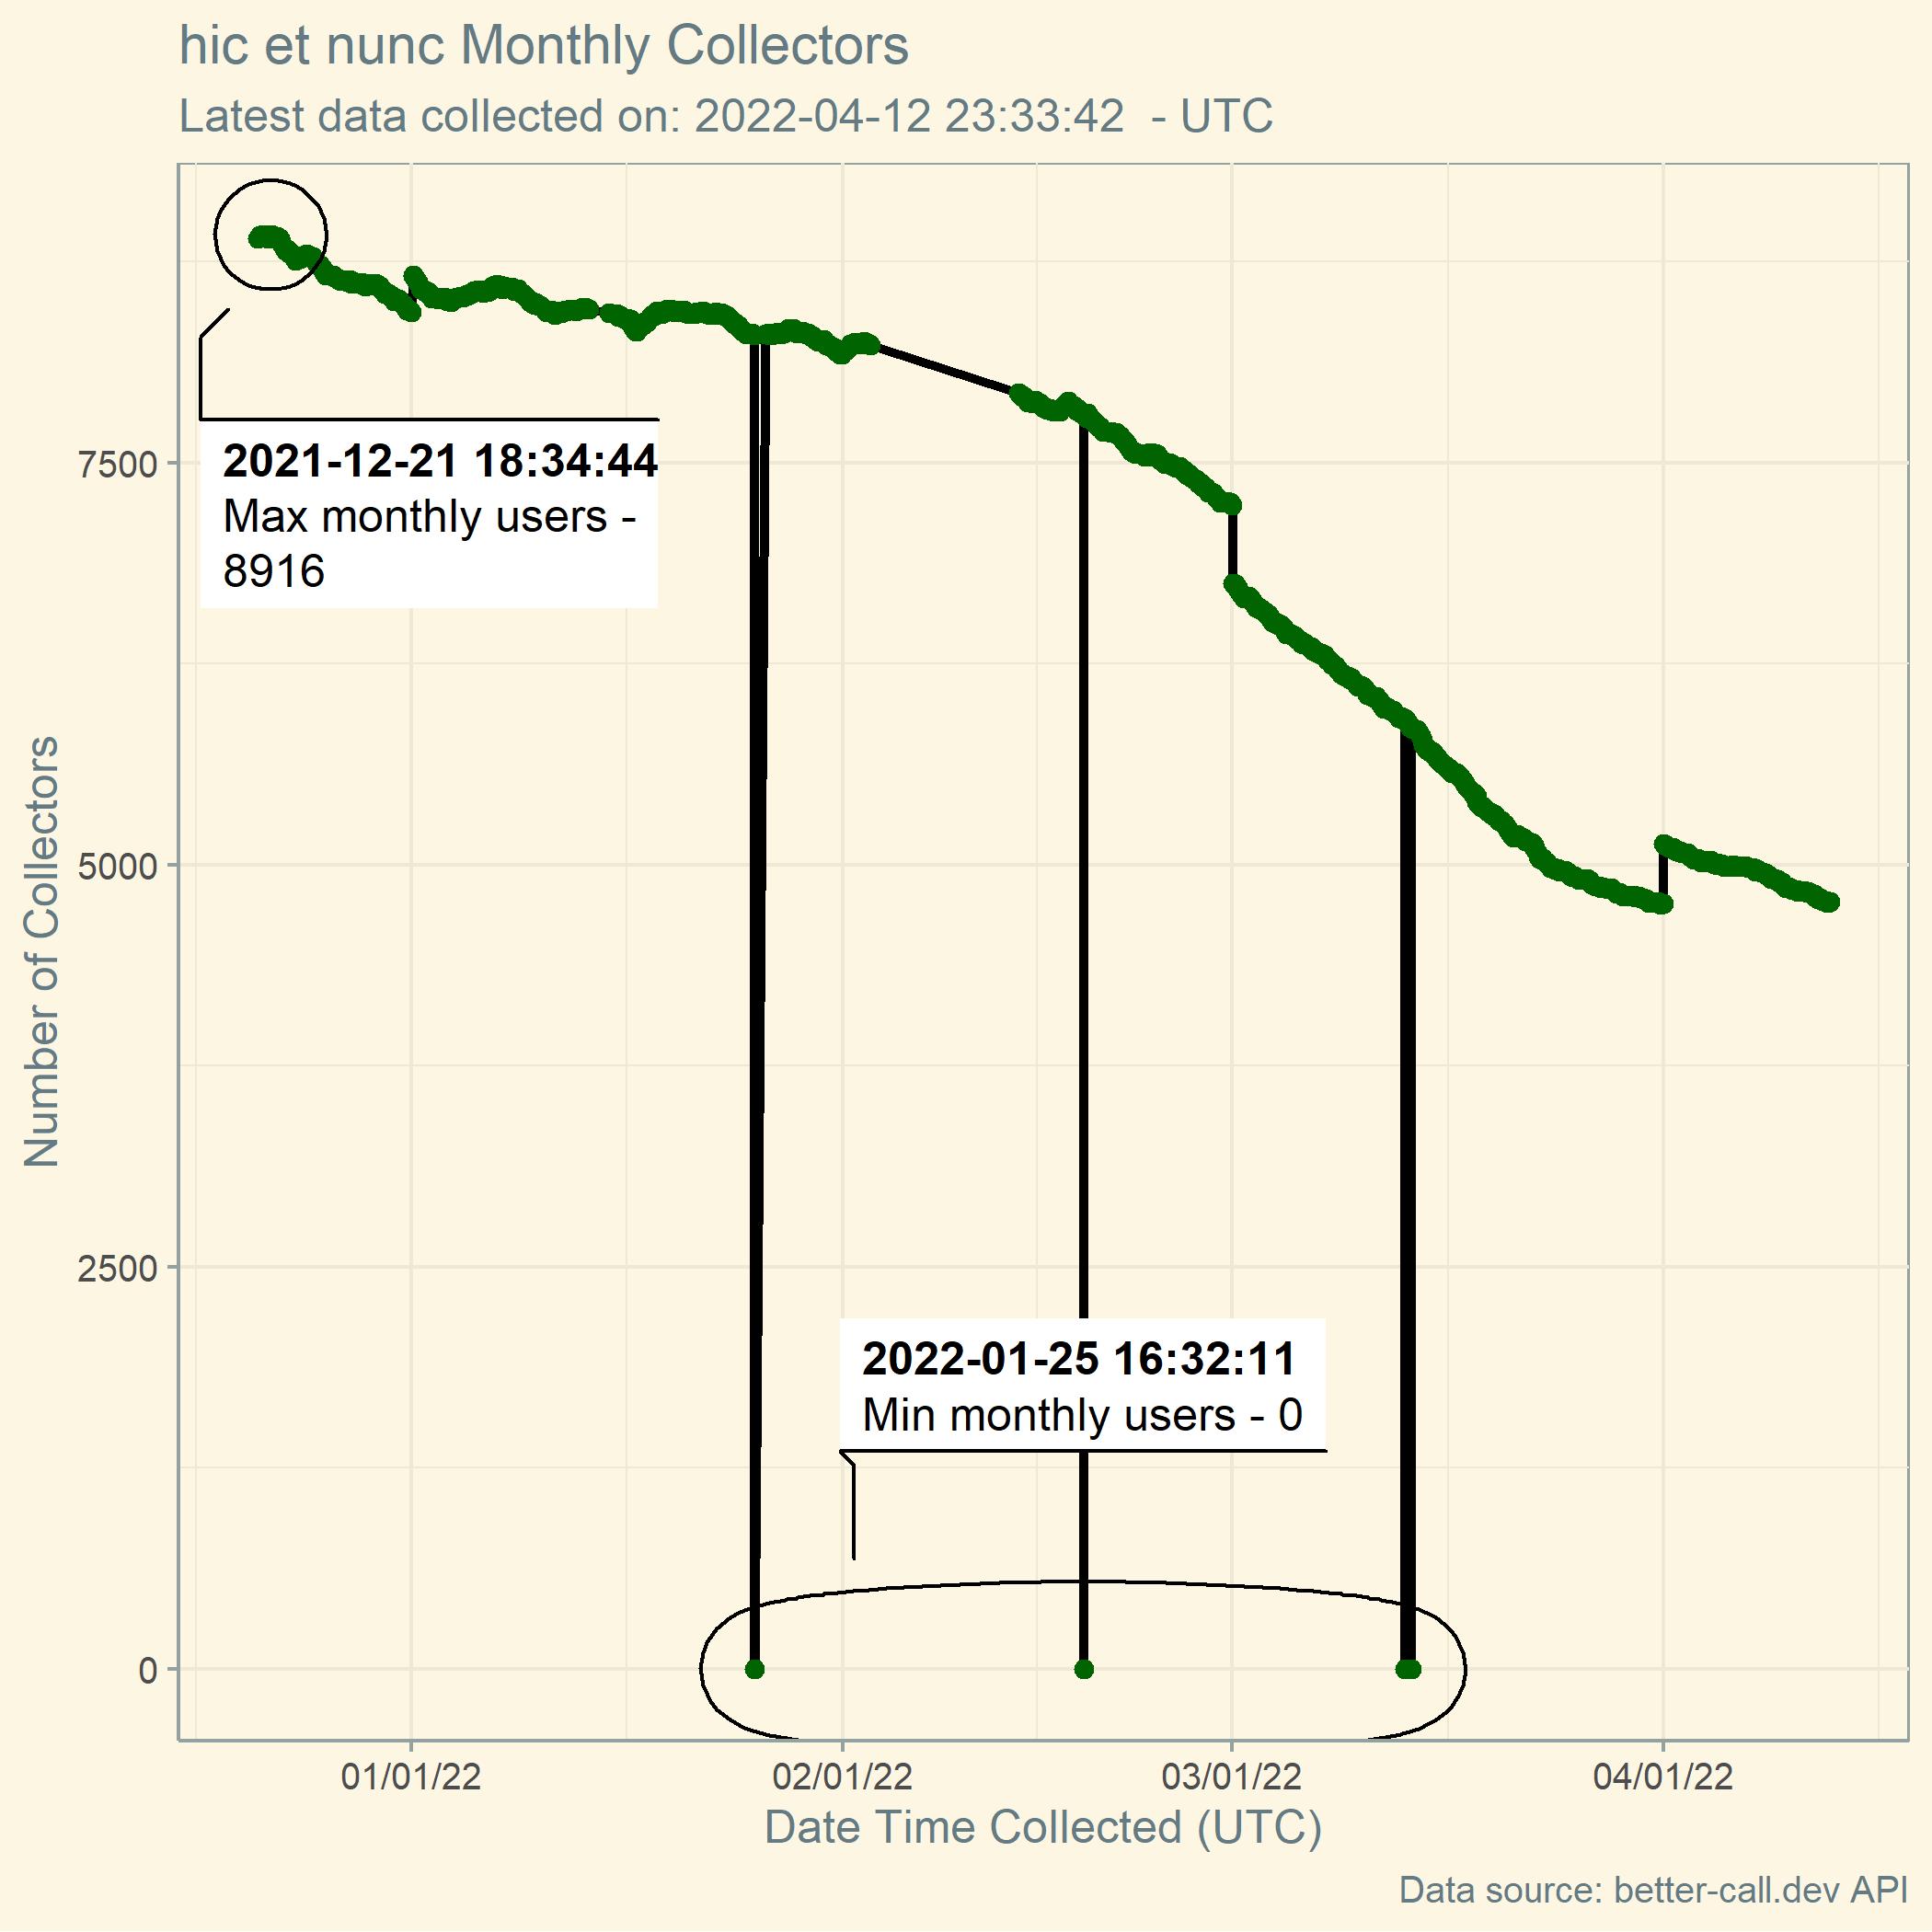 hic et nunc Monthly Collectors
Latest data collected on: 2022-04-12 23:33:42  - UTC
2021-12-21 18:34:44
Max monthly users -
8916
7500
5000
2500
0
Number of Collectors
2022-01-25 16:32:11
Min monthly users - 0
01/01/22 02/01/22 03/01/22 04/01/22
Date Time Collected (UTC)
Data source: better-call.dev API